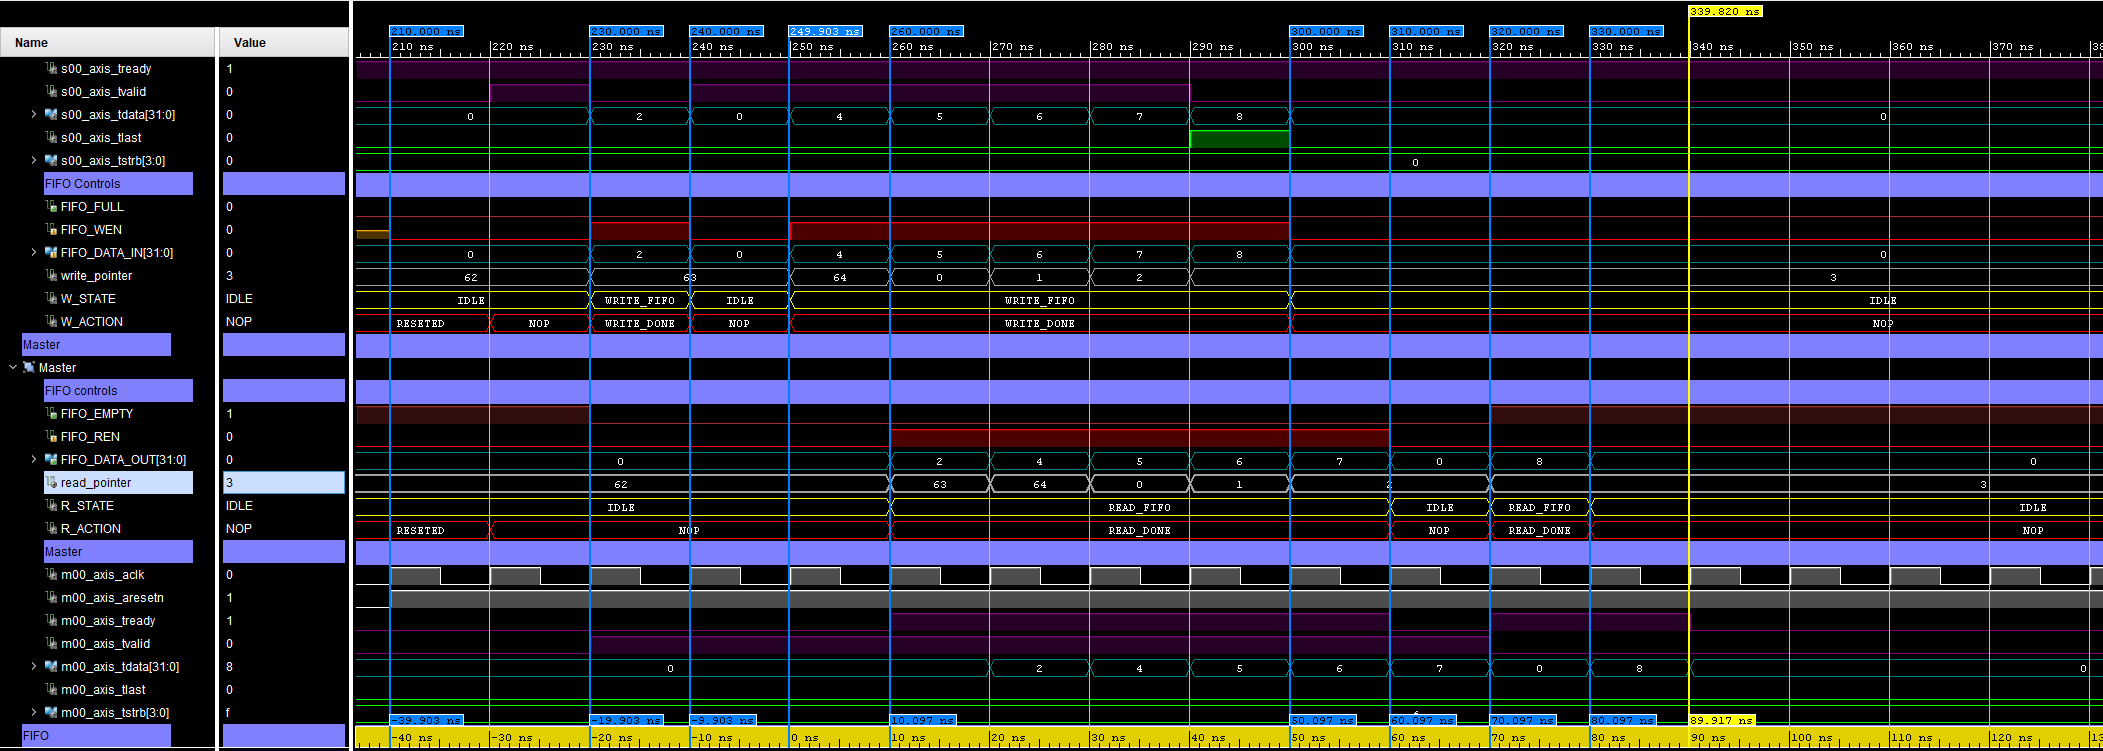 339.820 ns
210.000 ns 230.000 ns 240.000 ns 249.903 ns 260.000 ns 300.000 ns 310.000 ns 320.000 ns 330.000 ns
Name Value 210 ns 220 ns 230 ns 240 ns 250 ns 260 ns 270 ns 280 ns 290 ns 300 ns 310 ns 320 ns 330 ns 340 ns 350 ns 360 ns 370 ns
s00_axis_tready 1
s00_axis_tvalid 0
s00_axis_tdata[31:0] 0 0 2 0 4 5 6 7 8 0
s00_axis_tlast 0
s00_axis_tstrb[3:0] 0 0
FIFO Controls
FIFO_FULL 0
FIFO_WEN 0
FIFO_DATA_IN[31:0] 0 0 2 0 4 5 6 7 8 0
write_pointer 3 62 63 64 0 1 2 3
W_STATE IDLE IDLE WRITE_FIFO IDLE WRITE_FIFO IDLE
W_ACTION NOP RESETED NOP WRITE_DONE NOP WRITE_DONE NOP
Master
Master
FIFO controls
FIFO_EMPTY 1
FIFO_REN 0
FIFO_DATA_OUT[31:0] 0 0 2 4 5 6 7 0 8 0
read_pointer 3 62 63 64 0 1 2 3
R_STATE IDLE IDLE READ_FIFO IDLE READ_FIFO IDLE
R_ACTION NOP RESETED NOP READ_DONE NOP READ_DONE NOP
Master
m00_axis_aclk 0
m00_axis_aresetn 1
m00_axis_tready 1
m00_axis_tvalid 0
m00_axis_tdata[31:0] 8 0 2 4 5 6 7 0 8 0
m00_axis_tlast 0
m00_axis_tstrb[3:0] f
-39.903 ns -19.903 ns -9.903 ns 10.097 ns 50.097 ns 60.097 ns 70.097 ns 80.097 ns 89.917 ns
FIFO -40 ns -30 ns -20 ns -10 ns 0 ns 10 ns 20 ns 30 ns 40 ns 50 ns 60 ns 70 ns 80 ns 90 ns 100 ns 110 ns 120 ns